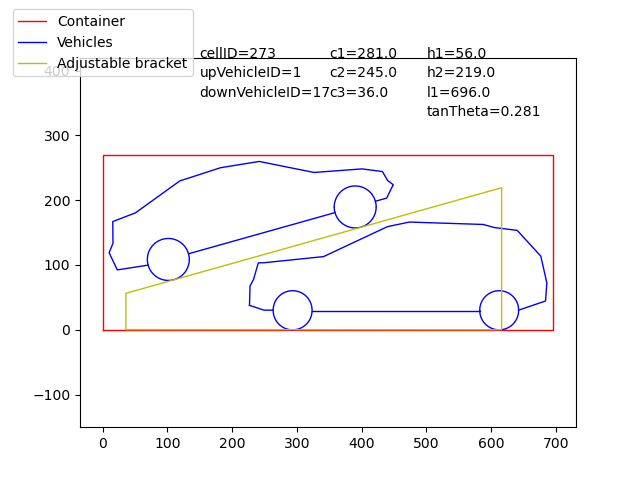 Container
Vehicles
Adjustable bracket
cellID=273 c1=281.0 h1=56.0
upVehicleID=1 c2=245.0 h2=219.0
downVehicleID=17 c3=36.0 l1=696.0
tanTheta=0.281
400
300
200
100
0
−100
0 100 200 300 400 500 600 700